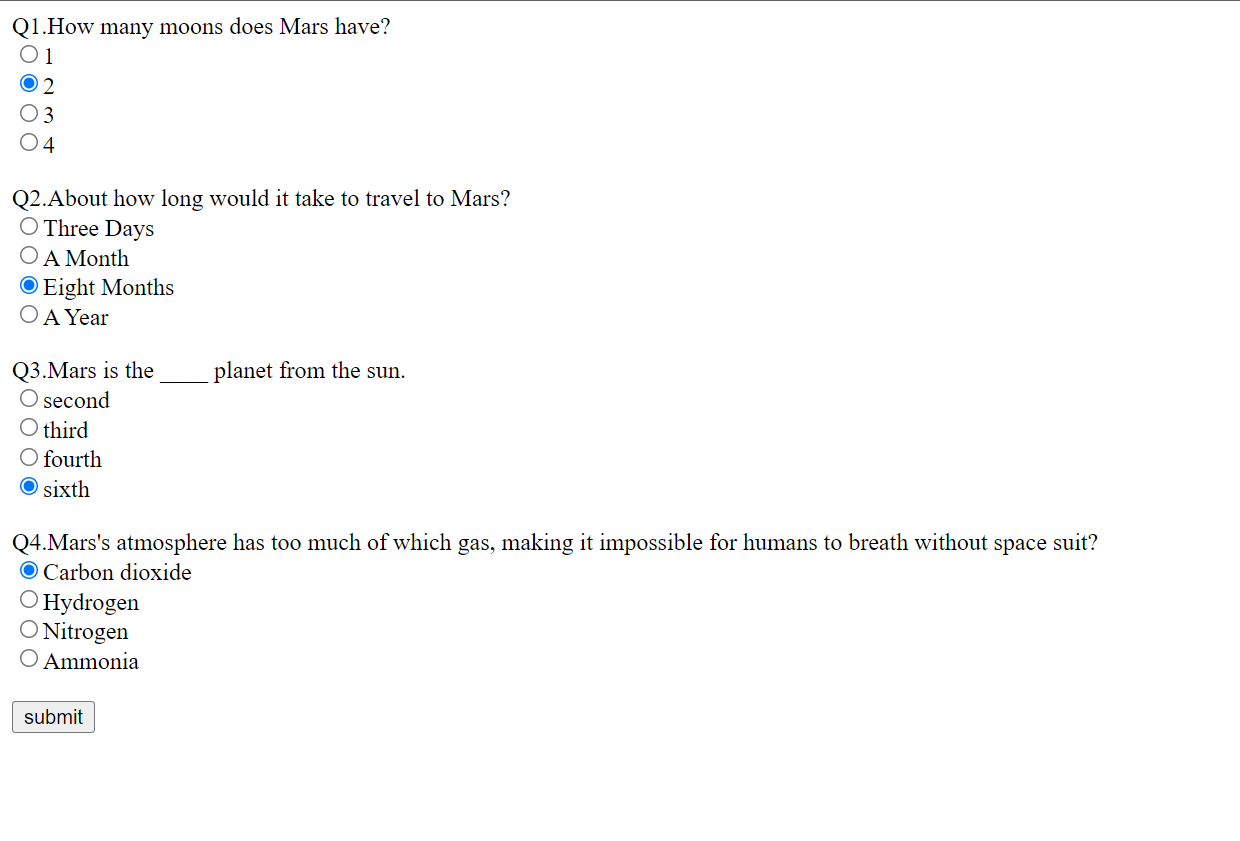 Q1.How many moons does Mars have?
1
2
3
4
Q2.About how long would it take to travel to Mars?
Three Days
A Month
Eight Months
A Year
Q3.Mars is the ____ planet from the sun.
second
third
fourth
sixth
Q4.Mars's atmosphere has too much of which gas, making it impossible for humans to breath without space suit?
Carbon dioxide
Hydrogen
Nitrogen
Ammonia
submit